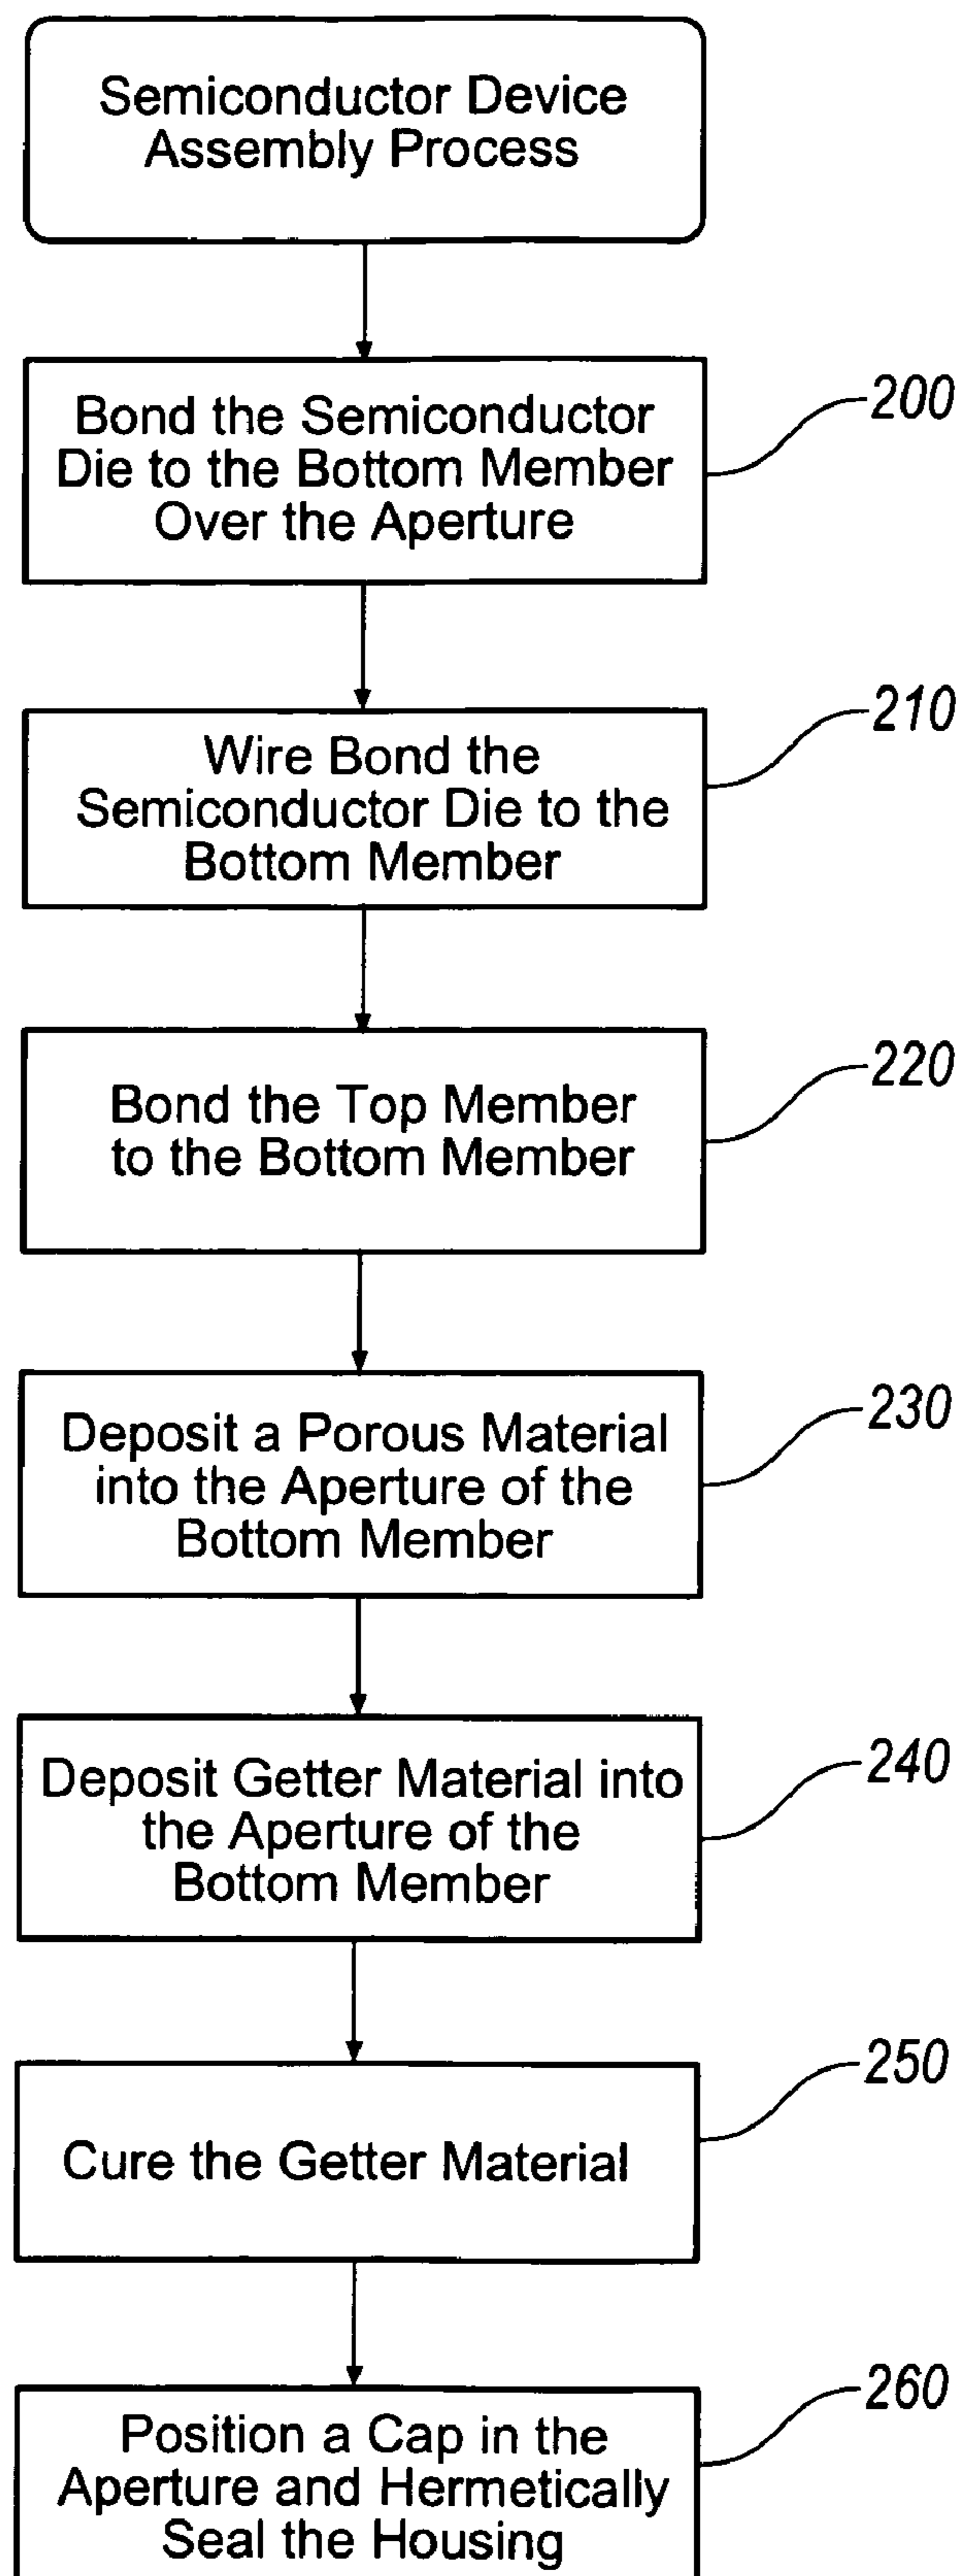 Semiconductor Device
Assembly Process
Bond the Semiconductor
Die to the Bottom Member
Over the Aperture
200
Wire Bond the
Semiconductor Die to the
Bottom Member
210
Bond the Top Member
to the Bottom Member
220
Deposit a Porous Material
into the Aperture of the
Bottom Member
230
Deposit Getter Material into
the Aperture of the
Bottom Member
240
Cure the Getter Material
250
Position a Cap in the
Aperture and Hermetically
Seal the Housing
260